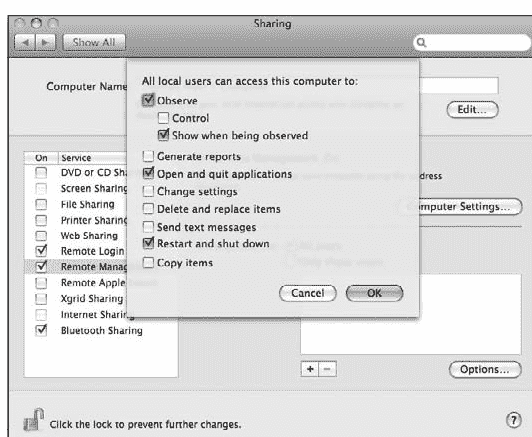 Sharing
Show All
Computer Name
Edit...
All local users can access this computer to:
Observe
Control
Show when being observed
Generate reports
Open and quit applications
Change settings
Delete and replace items
Send text messages
Restart and shut down
Copy items
Cancel
OK
On Service
DVD or CD Sha
Screen Sharing
File Sharing
Printer Sharing
Web Sharing
Remote Login
Remote Manag
Remote Apple
Xgrid Sharing
Internet Sharing
Bluetooth Sharing
address
omputer Settings...
+ -
Options...
Click the lock to prevent further changes.
?